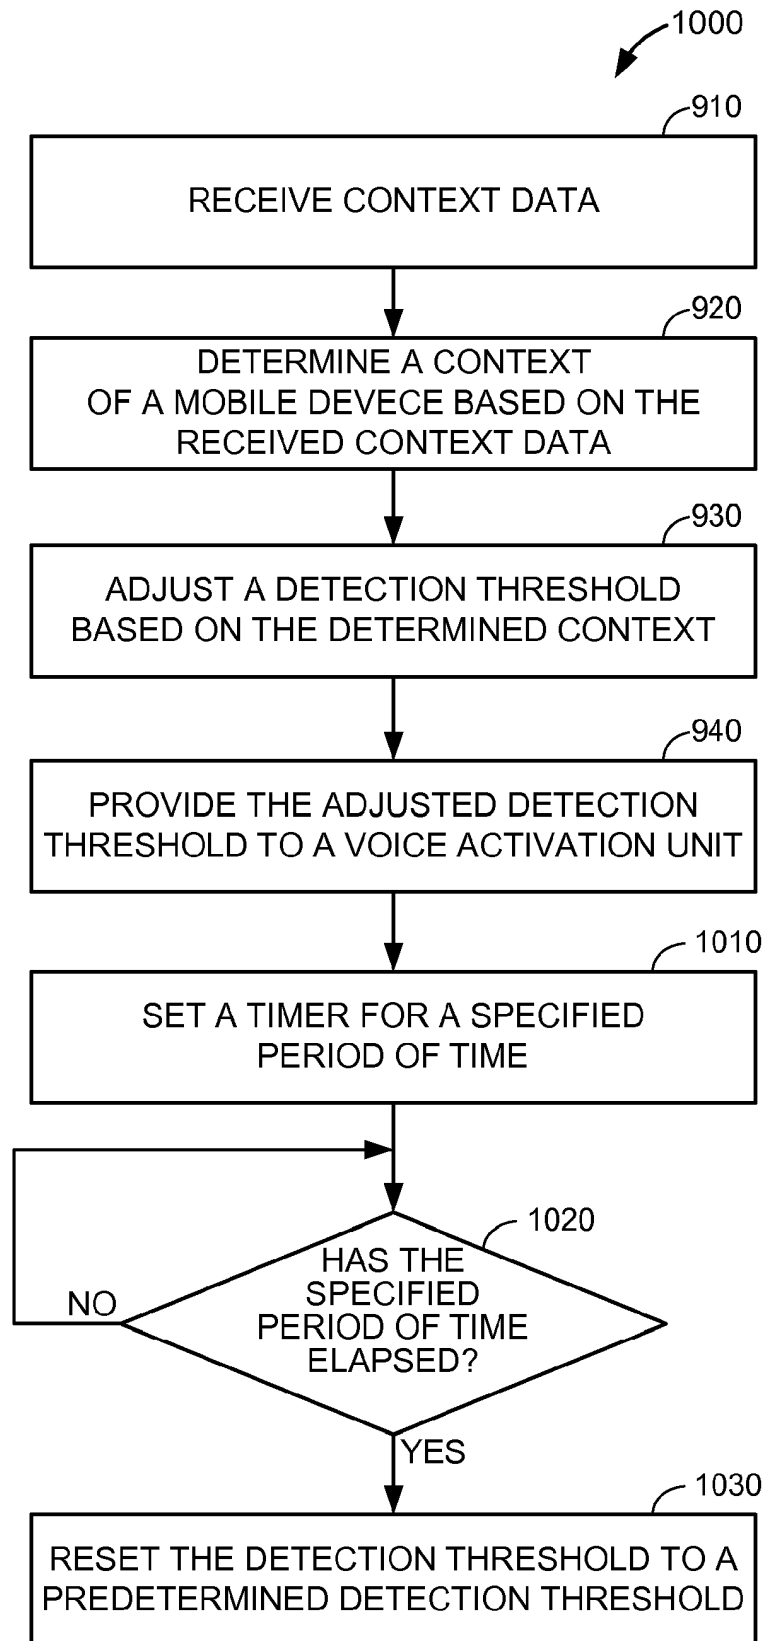 1000
910
RECEIVE CONTEXT DATA
920
DETERMINE A CONTEXT
OF A MOBILE DEVECE BASED ON THE
RECEIVED CONTEXT DATA
930
ADJUST A DETECTION THRESHOLD
BASED ON THE DETERMINED CONTEXT
940
PROVIDE THE ADJUSTED DETECTION
THRESHOLD TO A VOICE ACTIVATION UNIT
1010
SET A TIMER FOR A SPECIFIED
PERIOD OF TIME
1020
HAS THE
SPECIFIED
PERIOD OF TIME
ELAPSED?
NO
YES
1030
RESET THE DETECTION THRESHOLD TO A
PREDETERMINED DETECTION THRESHOLD